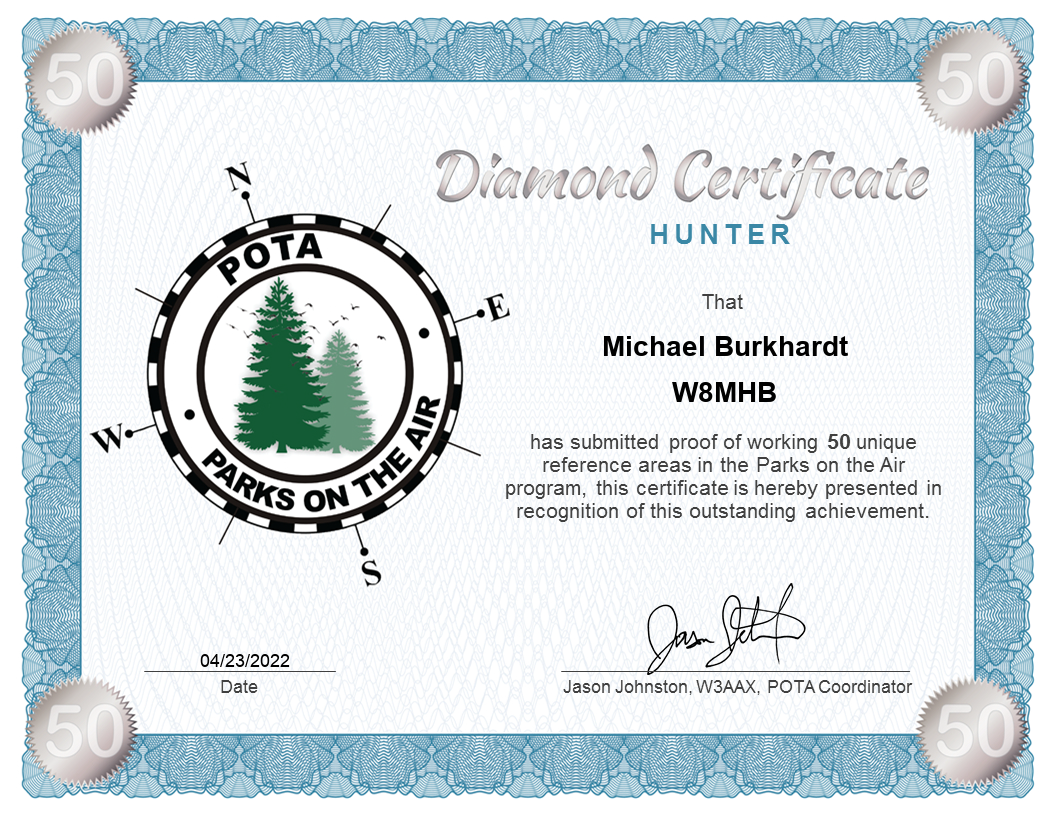 50
50
Diamond Certificate
HUNTER
N
E
S
W
POTA
PARKS ON THE AIR
That
Michael Burkhardt
W8MHB
has submitted proof of working 50 unique
reference areas in the Parks on the Air
program, this certificate is hereby presented in
recognition of this outstanding achievement.
04/23/2022
Date
Jason Johnston, W3AAX, POTA Coordinator
50
50